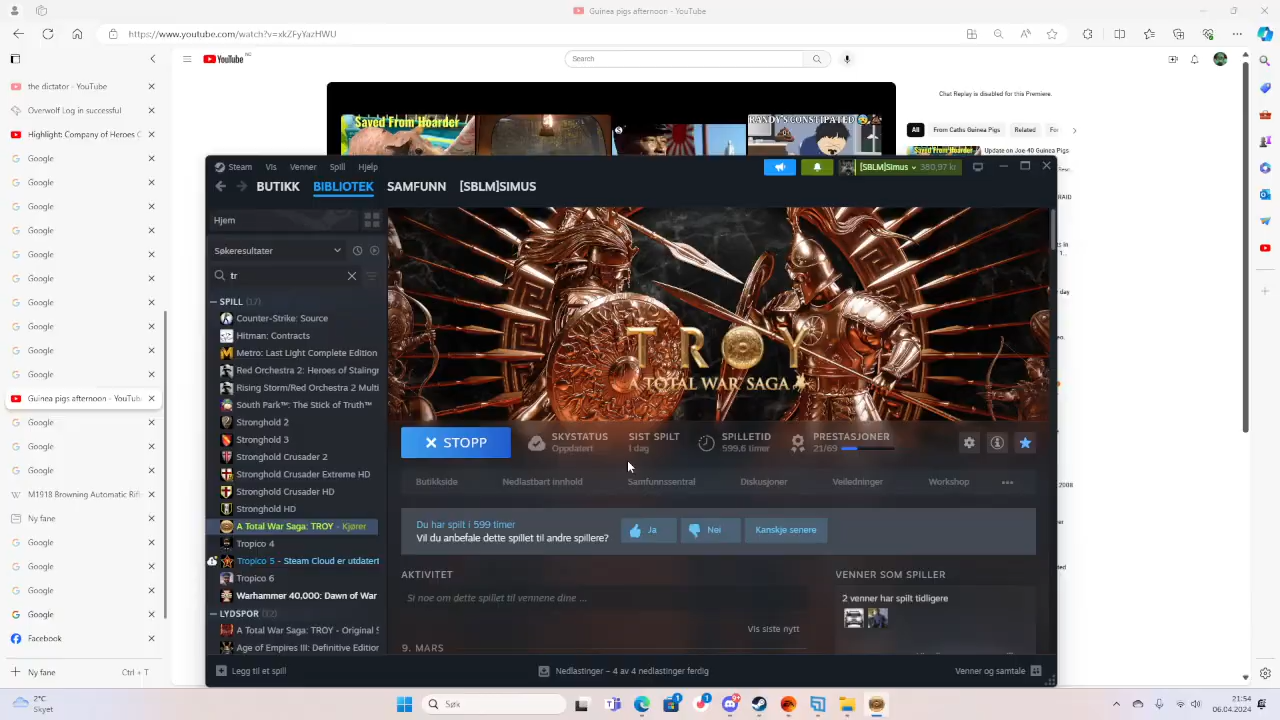 Guinea pigs afternoon - YouTube
https://www.youtube.com/watch?v=xkZFyYazHWU
YouTube
Search
the dictator - YouTube
Overwolf Log in successful
Highlight: Company of Heroes
Google
Google
Google
Google
Google
Google
Google
Google
Google
Google
Guinea pigs afternoon - YouTub
Google
Google
Google
M1918 Browning Automatic Rifl
Ny fane
Google
Google
Google
Google
Facebook
Ny fane
Ctrl +
Saved From Hoarder
RANDY'S CONSTIPATED
Chat Replay is disabled for this Premiere.
All
From Caths Guinea Pigs
Related
Update on Joe 40 Guinea Pigs
Steam
Vis
Venner
Spill
Hjelp
[SBLM]SIMUS
380,97 kr
BUTIKK
BIBLIOTEK
SAMFUNN
[SBLM]SIMUS
Hjem
Søkeresultater
tr
SPILL (17)
Counter-Strike: Source
Hitman: Contracts
Metro: Last Light Complete Edition
Red Orchestra 2: Heroes of Stalingr
Rising Storm/Red Orchestra 2 Multi
South Park™: The Stick of Truth™
Stronghold 2
Stronghold 3
Stronghold Crusader 2
Stronghold Crusader Extreme HD
Stronghold Crusader HD
Stronghold HD
A Total War Saga: TROY - Kjører
Tropico 4
Tropico 5 - Steam Cloud er utdatert
Tropico 6
Warhammer 40,000: Dawn of War
LYDSPOR (12)
A Total War Saga: TROY - Original S
Age of Empires III: Definitive Edition
Legg til et spill
TROY
A TOTAL WAR SAGA
STOPP
SKYSTATUS
Oppdatert
SIST SPILT
I dag
SPILLETID
599,6 timer
PRESTASJONER
21/69
Butikkside
Nedlastbart innhold
Samfunnssentral
Diskusjoner
Veiledninger
Workshop
Du har spilt i 599 timer
Vil du anbefale dette spillet til andre spillere?
Ja
Nei
Kanskje senere
AKTIVITET
Si noe om dette spillet til vennene dine ...
Vis siste nytt
9. MARS
VENNER SOM SPILLER
2 venner har spilt tidligere
Nedlastinger – 4 av 4 nedlastinger ferdig
Venner og samtale
Skyet
Søk
21:54
06.04.2024